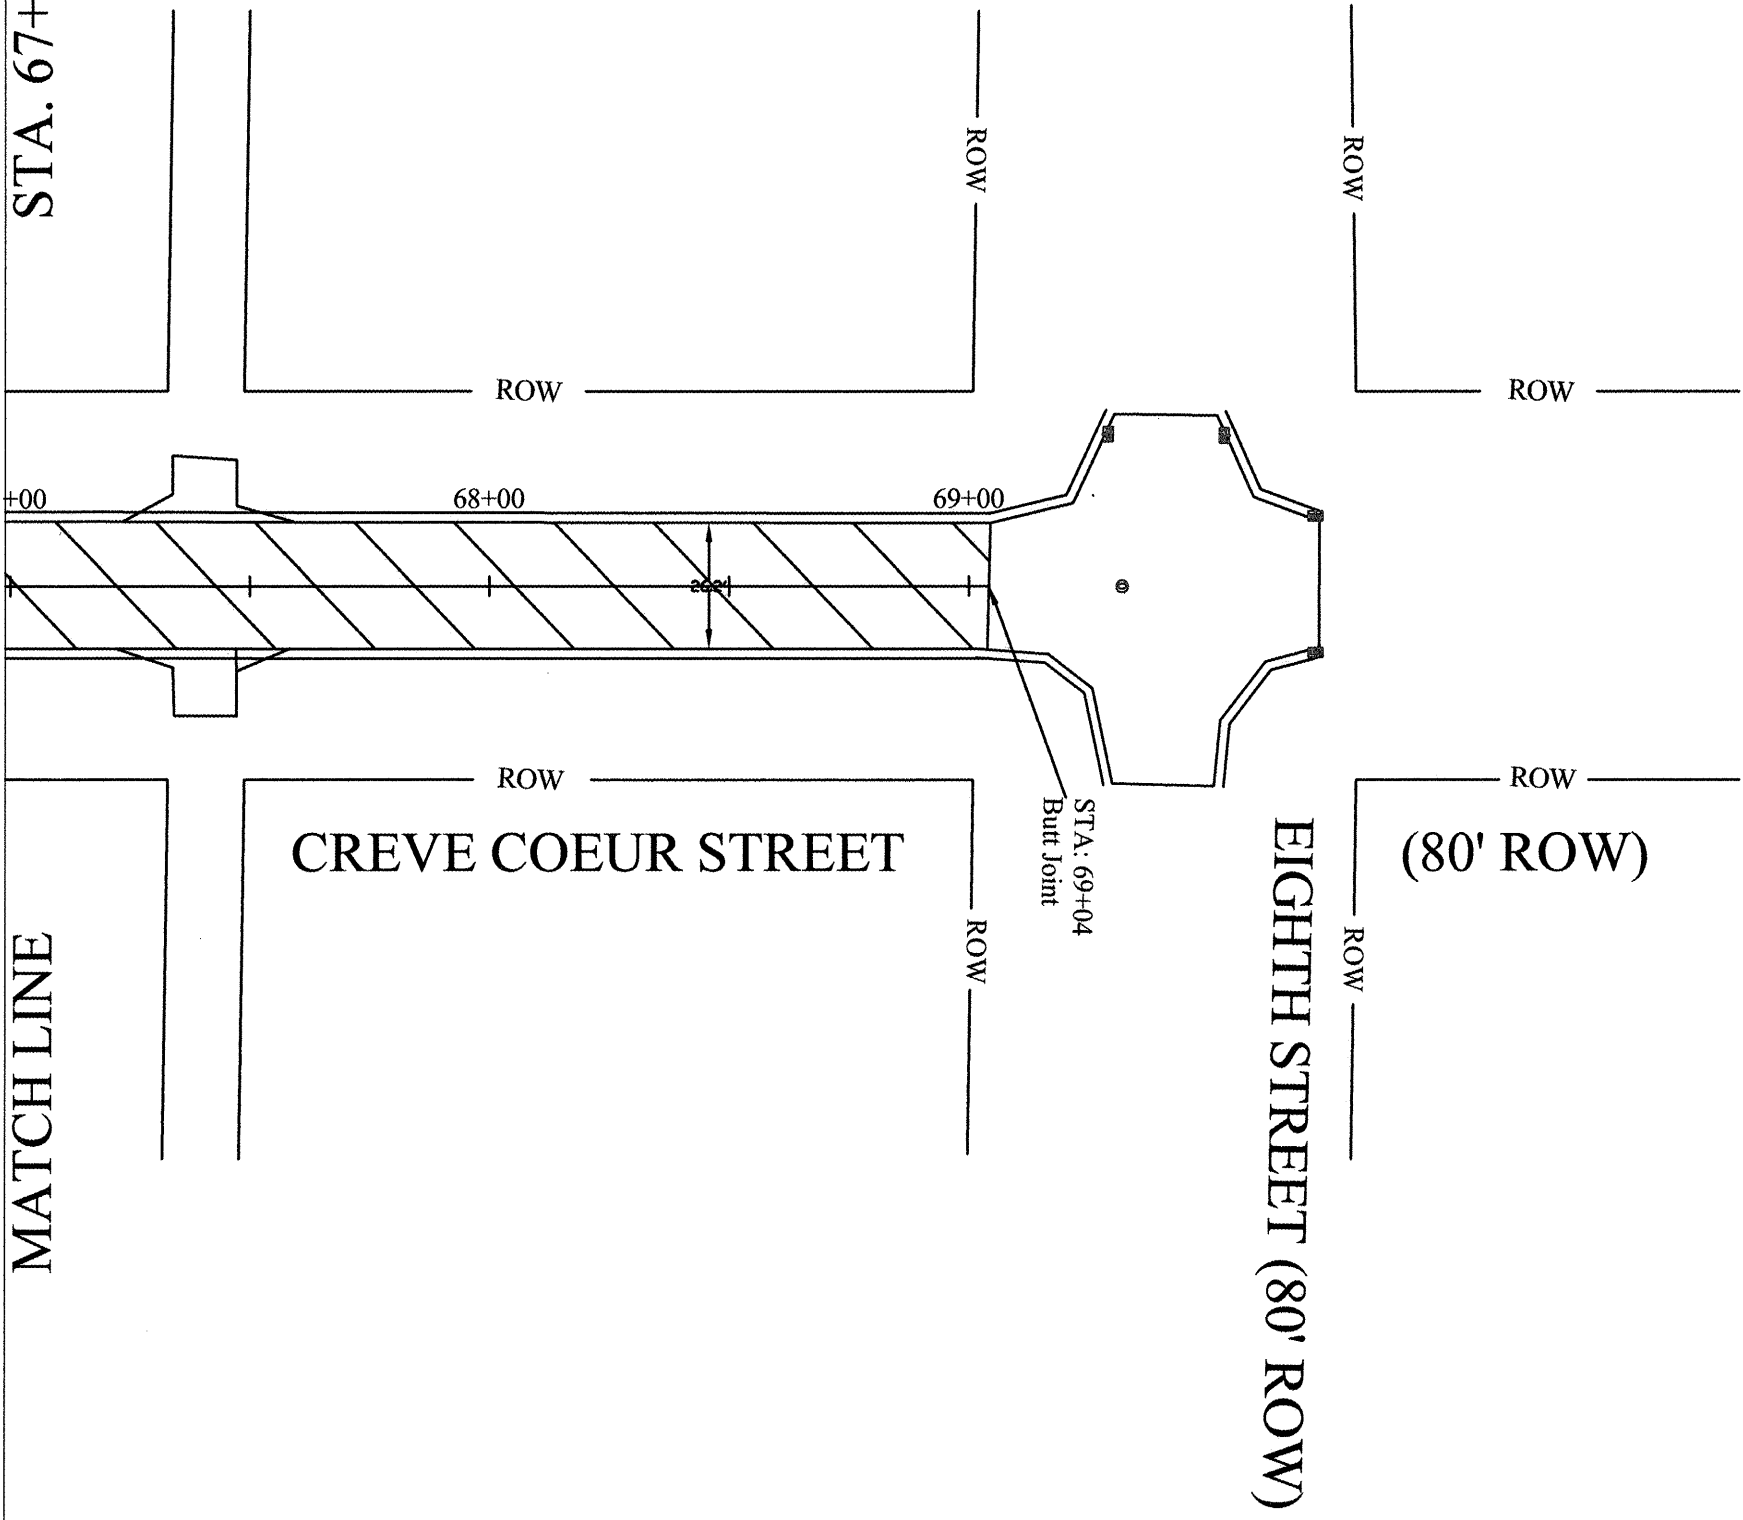 STA. 67+
ROW
ROW
ROW
ROW
+00
68+00
69+00
ROW
ROW
STA: 69+04
Butt Joint
CREVE COEUR STREET
(80' ROW)
EIGHTH STREET (80' ROW)
ROW
ROW
MATCH LINE